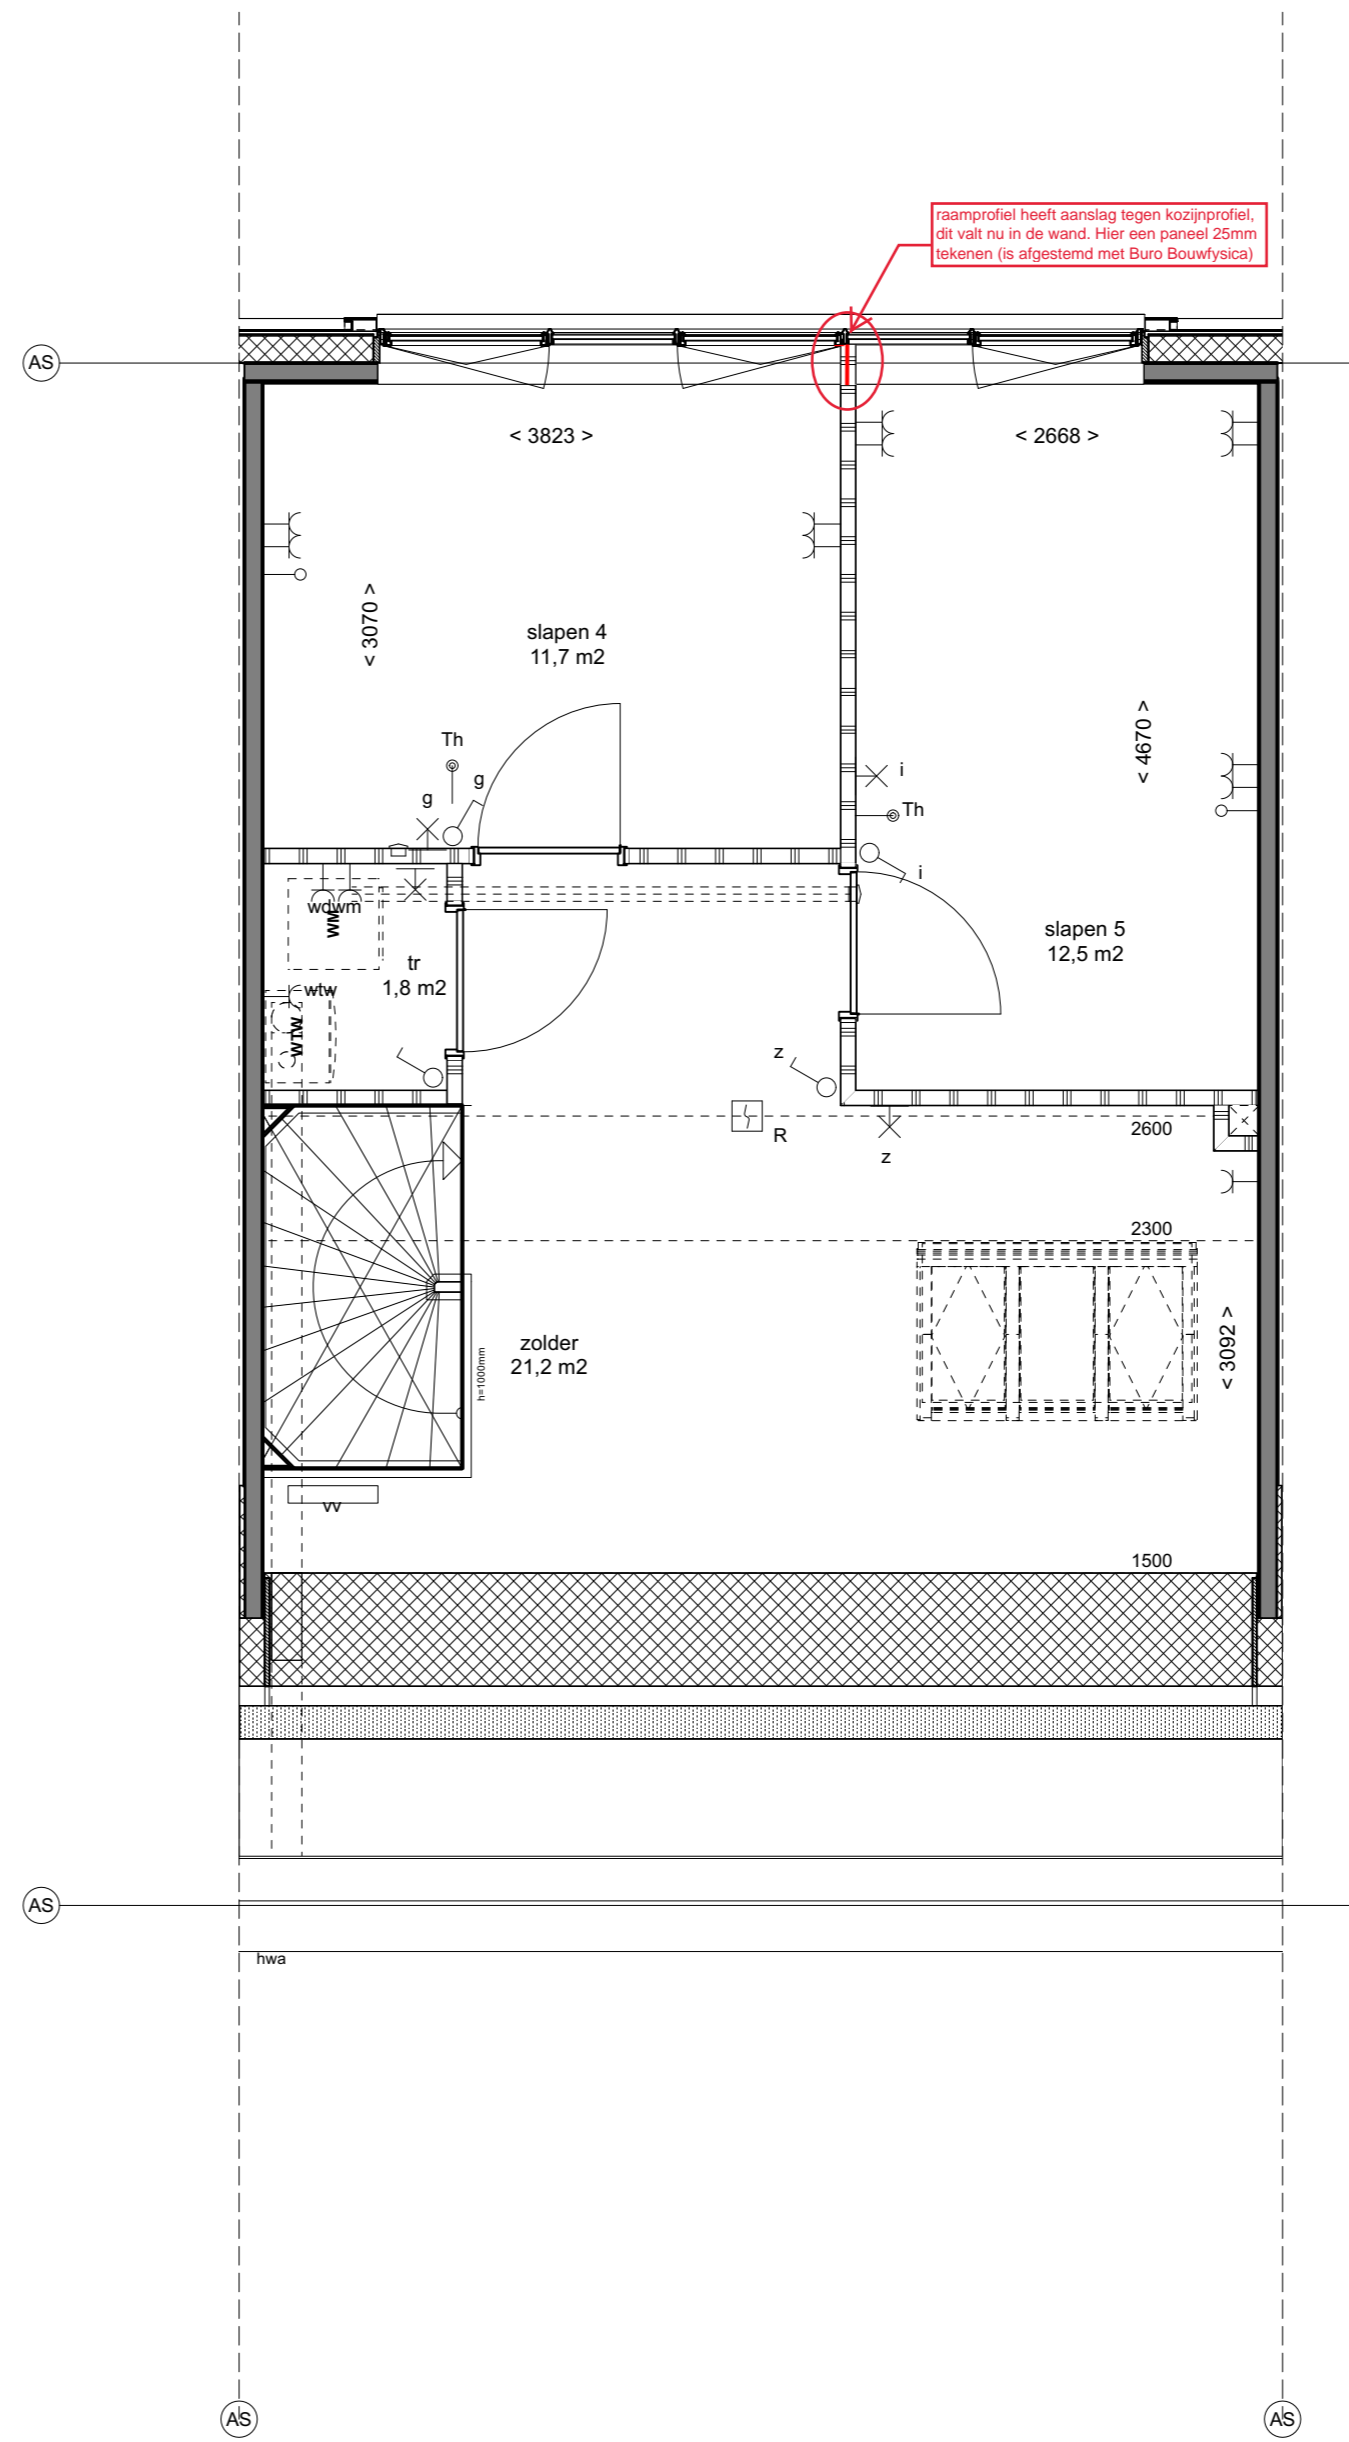 raamprofiel heeft aanslag tegen kozijnprofiel,
dit valt nu in de wand. Hier een paneel 25mm
tekenen (is afgestemd met Buro Bouwfysica)
AS
< 3823 >
< 2668 >
< 3070 >
slapen 4
11,7 m2
< 4670 >
Th
g
g
i
Th
i
wdwm
WM
slapen 5
12,5 m2
tr
1,8 m2
wtw
WTW
z
R
2600
z
2300
zolder
21,2 m2
h=1000mm
< 3092 >
vv
1500
AS
hwa
AS
AS